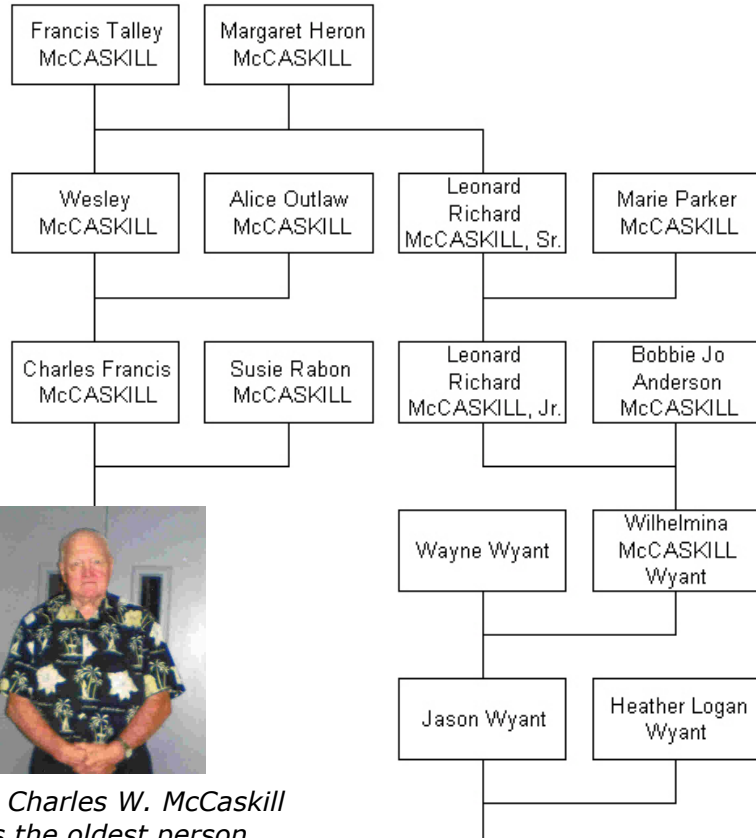 Francis Talley
McCASKILL
Margaret Heron
McCASKILL
Wesley
McCASKILL
Alice Outlaw
McCASKILL
Leonard
Richard
McCASKILL, Sr.
Marie Parker
McCASKILL
Charles Francis
McCASKILL
Susie Rabon
McCASKILL
Leonard
Richard
McCASKILL, Jr.
Bobbie Jo
Anderson
McCASKILL
Wayne Wyant
Wilhelmina
McCASKILL
Wyant
Jason Wyant
Heather Logan
Wyant
Charles W. McCaskill
s the oldest person